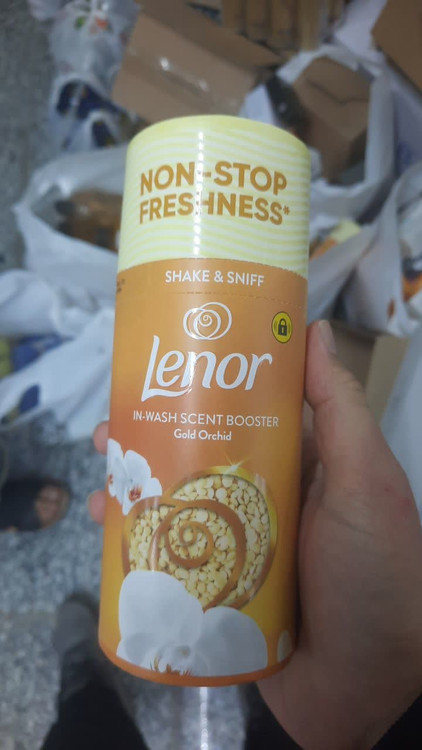 NON-STOP
FRESHNESS*
SHAKE & SNIFF
Lenor
IN-WASH SCENT BOOSTER
Gold Orchid